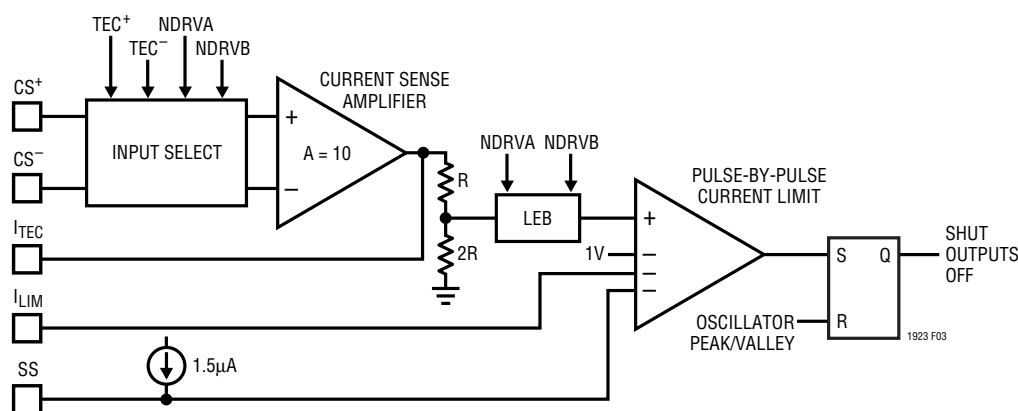 TEC+
NDRVA
TEC−
NDRVB
CS+
CURRENT SENSE
AMPLIFIER
+
INPUT SELECT
A = 10
NDRVA
NDRVB
PULSE-BY-PULSE
CURRENT LIMIT
CS−
−
R
LEB
+
ITEC
2R
1V
−
−
−
S
Q
SHUT
OUTPUTS
OFF
ILIM
OSCILLATOR
PEAK/VALLEY
R
1923 F03
SS
1.5µA